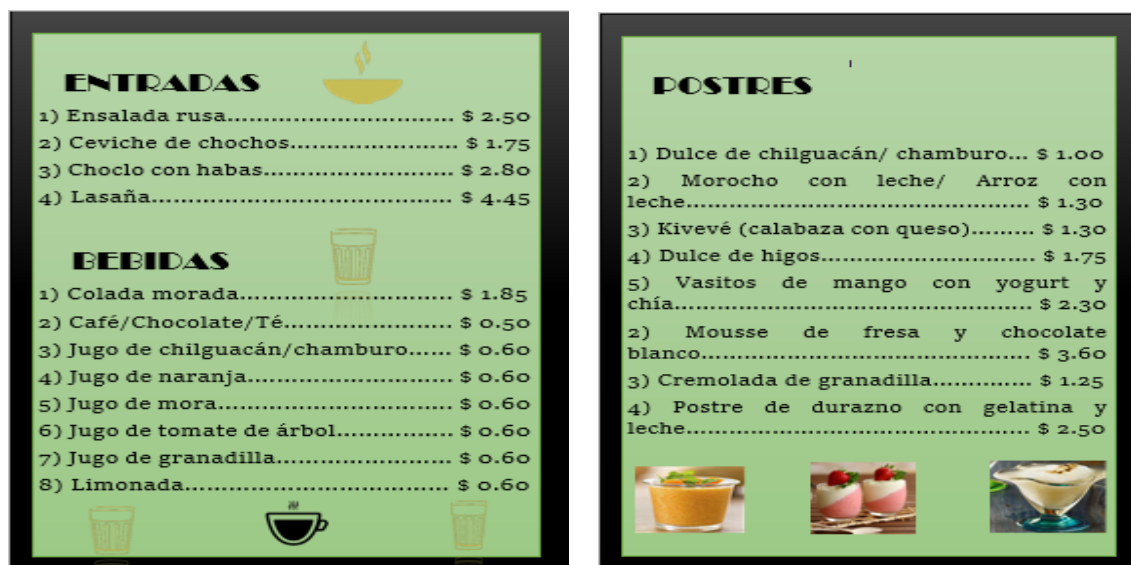 ENTRADAS
1) Ensalada rusa............................... $ 2.50
2) Ceviche de chochos....................... $ 1.75
3) Choclo con habas.......................... $ 2.80
4) Lasaña......................................... $ 4.45
BEBIDAS
1) Colada morada............................. $ 1.85
2) Café/Chocolate/Té....................... $ 0.50
3) Jugo de chilguacán/chamburo...... $ 0.60
4) Jugo de naranja............................ $ 0.60
5) Jugo de mora................................ $ 0.60
6) Jugo de tomate de árbol................ $ 0.60
7) Jugo de granadilla........................ $ 0.60
8) Limonada.................................. $ 0.60
POSTRES
1) Dulce de chilguacán/ chamburo... $ 1.00
2) Morocho con leche/ Arroz con
leche............................................... $ 1.30
3) Kivevé (calabaza con queso)......... $ 1.30
4) Dulce de higos............................. $ 1.75
5) Vasitos de mango con yogurt y
chía................................................. $ 2.30
2) Mousse de fresa y chocolate
blanco............................................. $ 3.60
3) Cremolada de granadilla.............. $ 1.25
4) Postre de durazno con gelatina y
leche............................................... $ 2.50